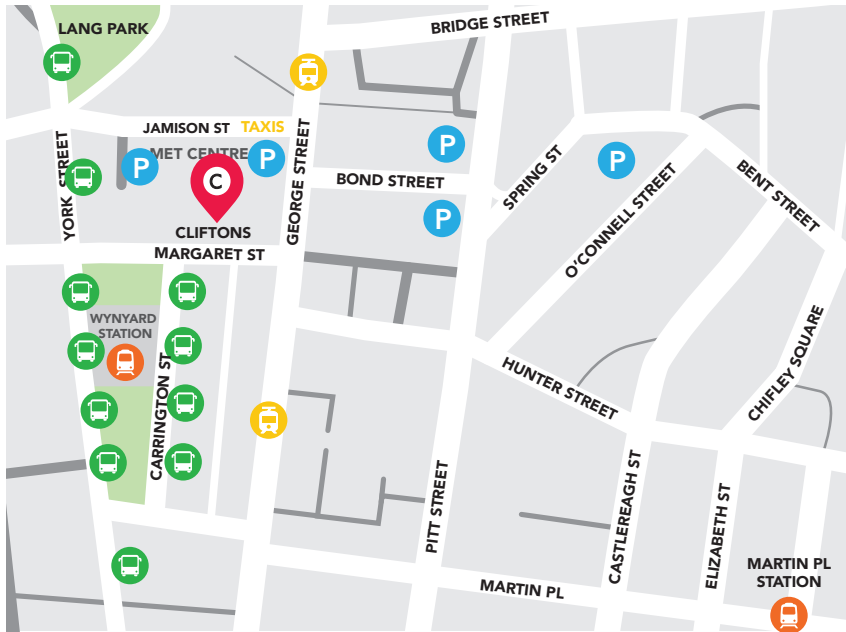 BRIDGE STREET
LANG PARK
JAMISON ST TAXIS
MET CENTRE
P
P
P
P
P
C
CLIFTONS
MARGARET ST
YORK STREET
GEORGE STREET
BOND STREET
SPRING ST
O'CONNELL STREET
BENT STREET
WYNYARD
STATION
CARRINGTON ST
HUNTER STREET
CHIFLEY SQUARE
PITT STREET
CASTLEREAGH ST
ELIZABETH ST
MARTIN PL
MARTIN PL
STATION